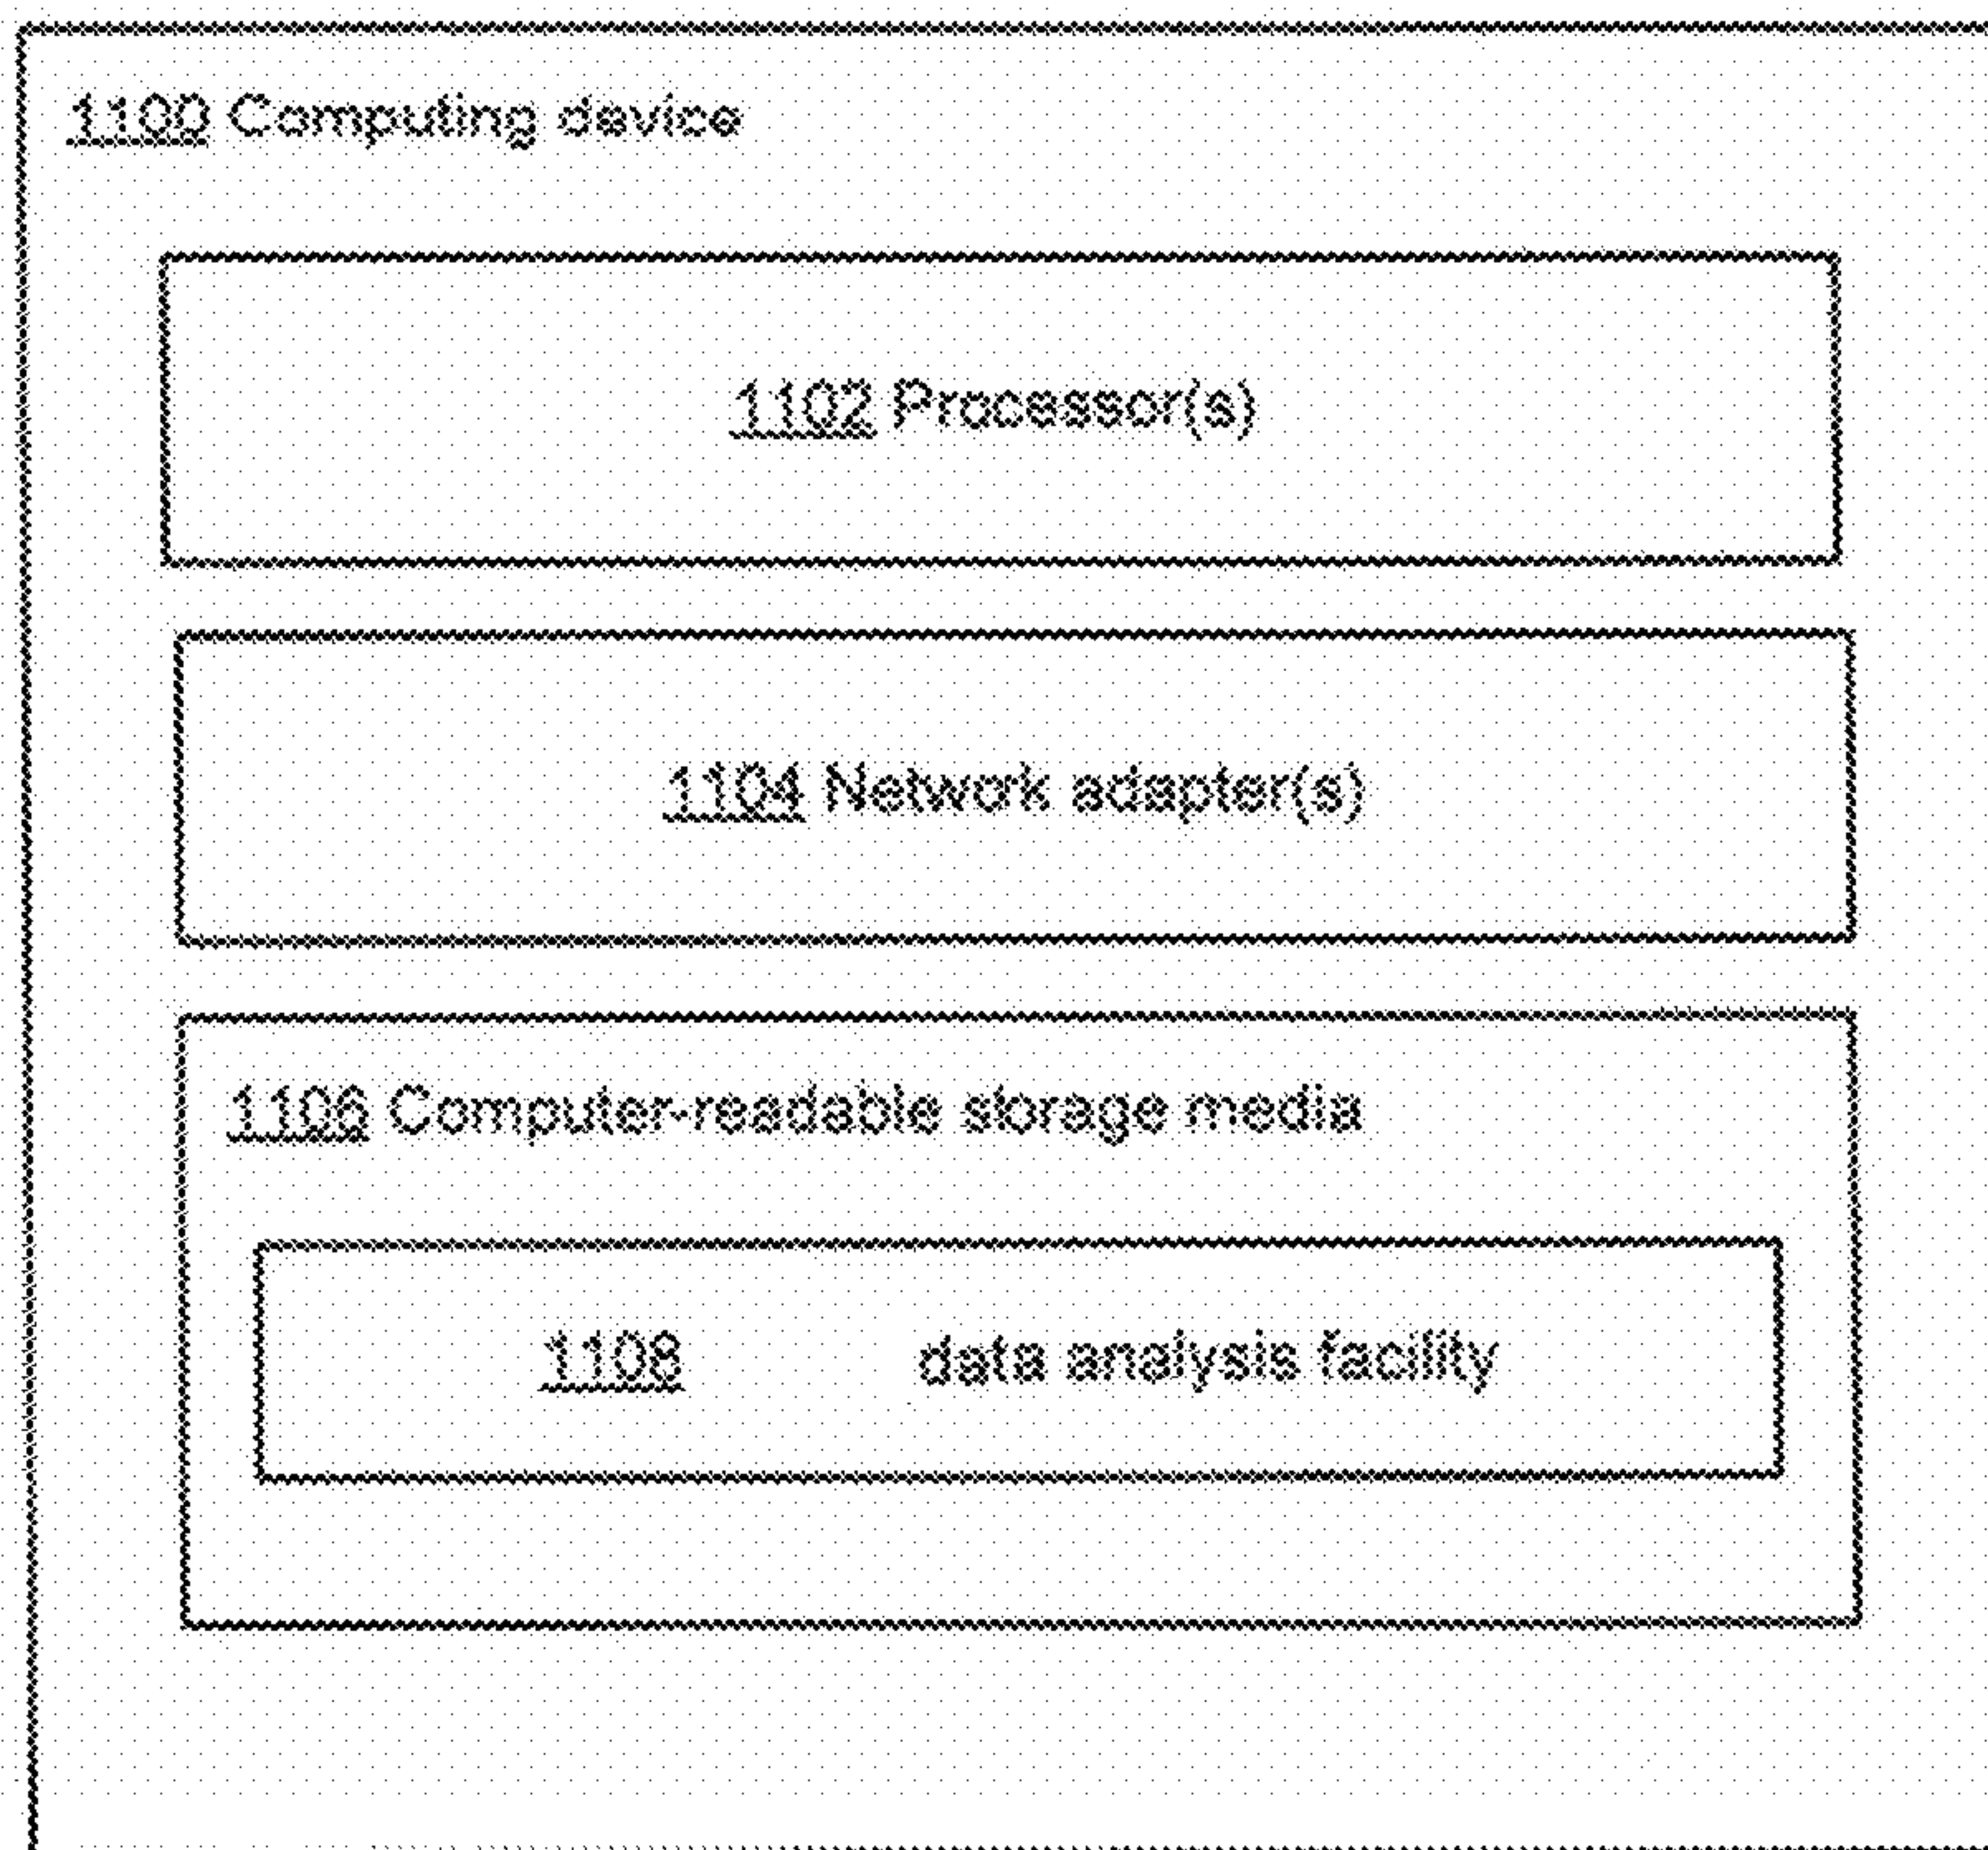 1100 Computing device
1102 Processor(s)
1104 Network adapter(s)
1106 Computer-readable storage media
1108 data analysis facility